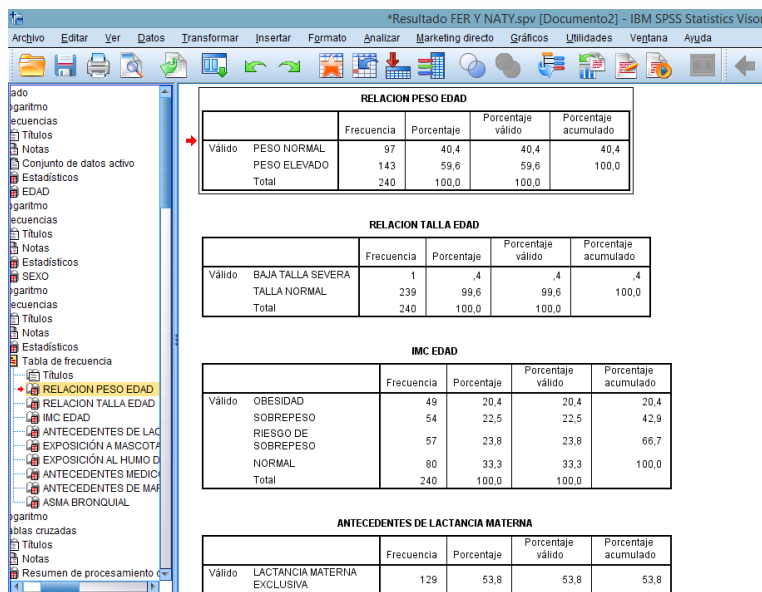 *Resultado FER Y NATY.spv [Documento2] - IBM SPSS Statistics Visor
Archivo Editar Ver Datos Transformar Insertar Formato Analizar Marketing directo Gráficos Utilidades Ventana Ayuda
ado
ogaritmo
ecuencias
Títulos
Notas
Conjunto de datos activo
Estadísticos
EDAD
ogaritmo
ecuencias
Títulos
Notas
Estadísticos
SEXO
ogaritmo
ecuencias
Títulos
Notas
Estadísticos
Tabla de frecuencia
Títulos
RELACION PESO EDAD
RELACION TALLA EDAD
IMC EDAD
ANTECEDENTES DE LAC
EXPOSICIÓN A MASCOTA
EXPOSICIÓN AL HUMO D
ANTECEDENTES MEDIC
ANTECEDENTES DE MAF
ASMA BRONQUIAL
ogaritmo
ablas cruzadas
Títulos
Notas
Resumen de procesamiento
RELACION PESO EDAD
Frecuencia Porcentaje Porcentaje válido Porcentaje acumulado
Válido PESO NORMAL 97 40,4 40,4 40,4
PESO ELEVADO 143 59,6 59,6 100,0
Total 240 100,0 100,0
RELACION TALLA EDAD
Frecuencia Porcentaje Porcentaje válido Porcentaje acumulado
Válido BAJA TALLA SEVERA 1 ,4 ,4 ,4
TALLA NORMAL 239 99,6 99,6 100,0
Total 240 100,0 100,0
IMC EDAD
Frecuencia Porcentaje Porcentaje válido Porcentaje acumulado
Válido OBESIDAD 49 20,4 20,4 20,4
SOBREPESO 54 22,5 22,5 42,9
RIESGO DE SOBREPESO 57 23,8 23,8 66,7
NORMAL 80 33,3 33,3 100,0
Total 240 100,0 100,0
ANTECEDENTES DE LACTANCIA MATERNA
Frecuencia Porcentaje Porcentaje válido Porcentaje acumulado
Válido LACTANCIA MATERNA EXCLUSIVA 129 53,8 53,8 53,8